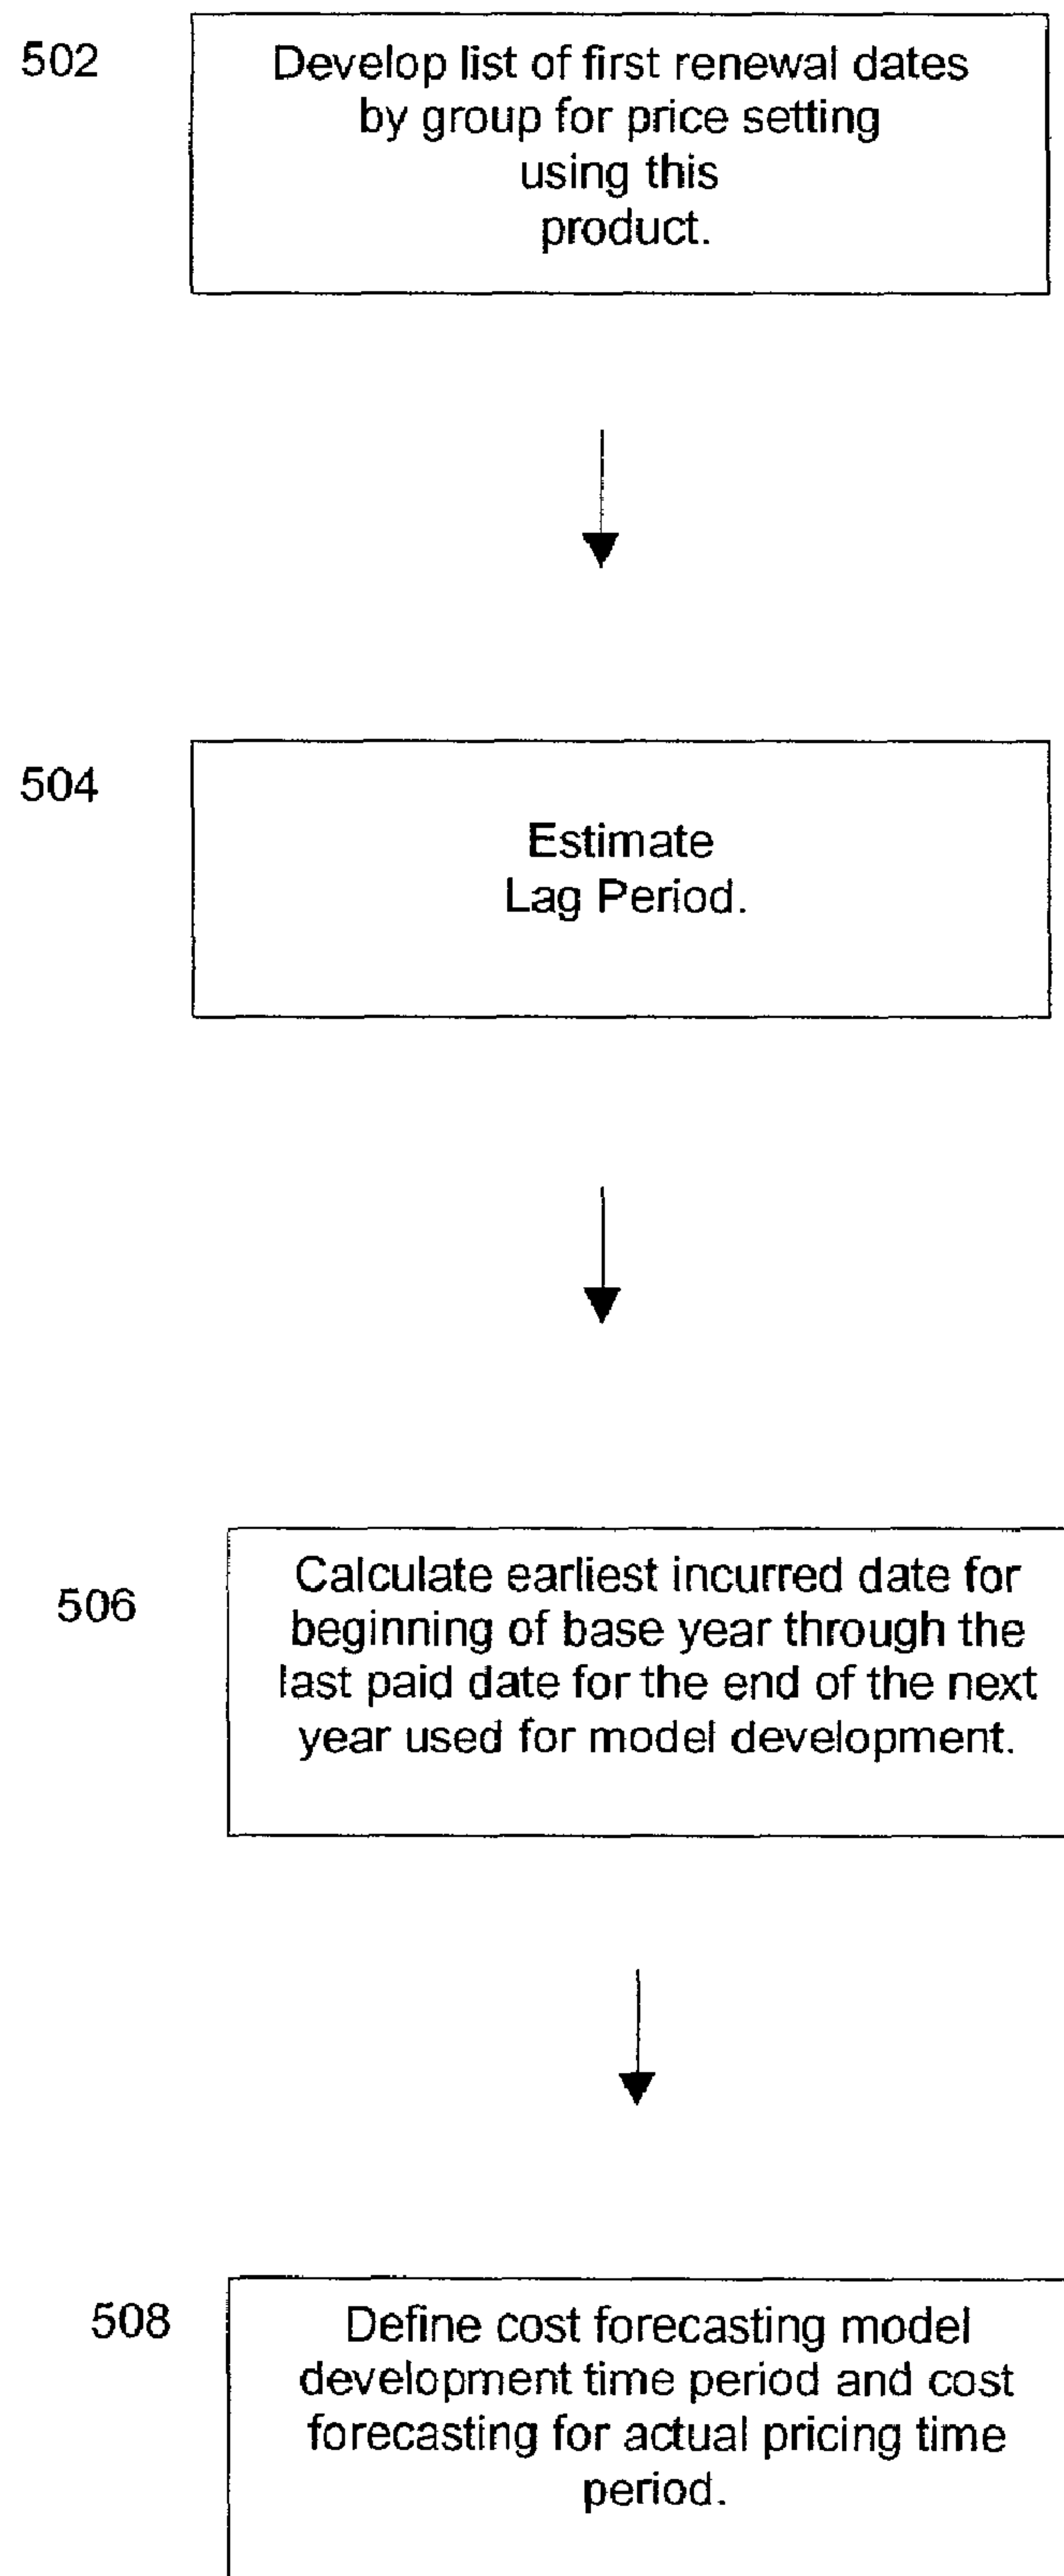 502
Develop list of first renewal dates
by group for price setting
using this
product.
504
Estimate
Lag Period.
506
Calculate earliest incurred date for
beginning of base year through the
last paid date for the end of the next
year used for model development.
508
Define cost forecasting model
development time period and cost
forecasting for actual pricing time
period.